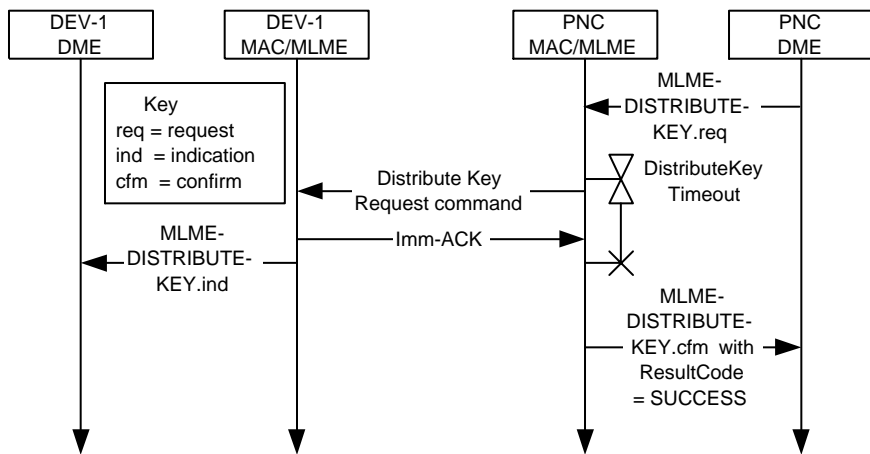 DEV-1
DME
DEV-1
MAC/MLME
PNC
MAC/MLME
PNC
DME
Key
req = request
ind = indication
cfm = confirm
MLME-
DISTRIBUTE-
KEY.req
DistributeKey
Timeout
Distribute Key
Request command
Imm-ACK
MLME-
DISTRIBUTE-
KEY.ind
MLME-
DISTRIBUTE-
KEY.cfm with
ResultCode
= SUCCESS